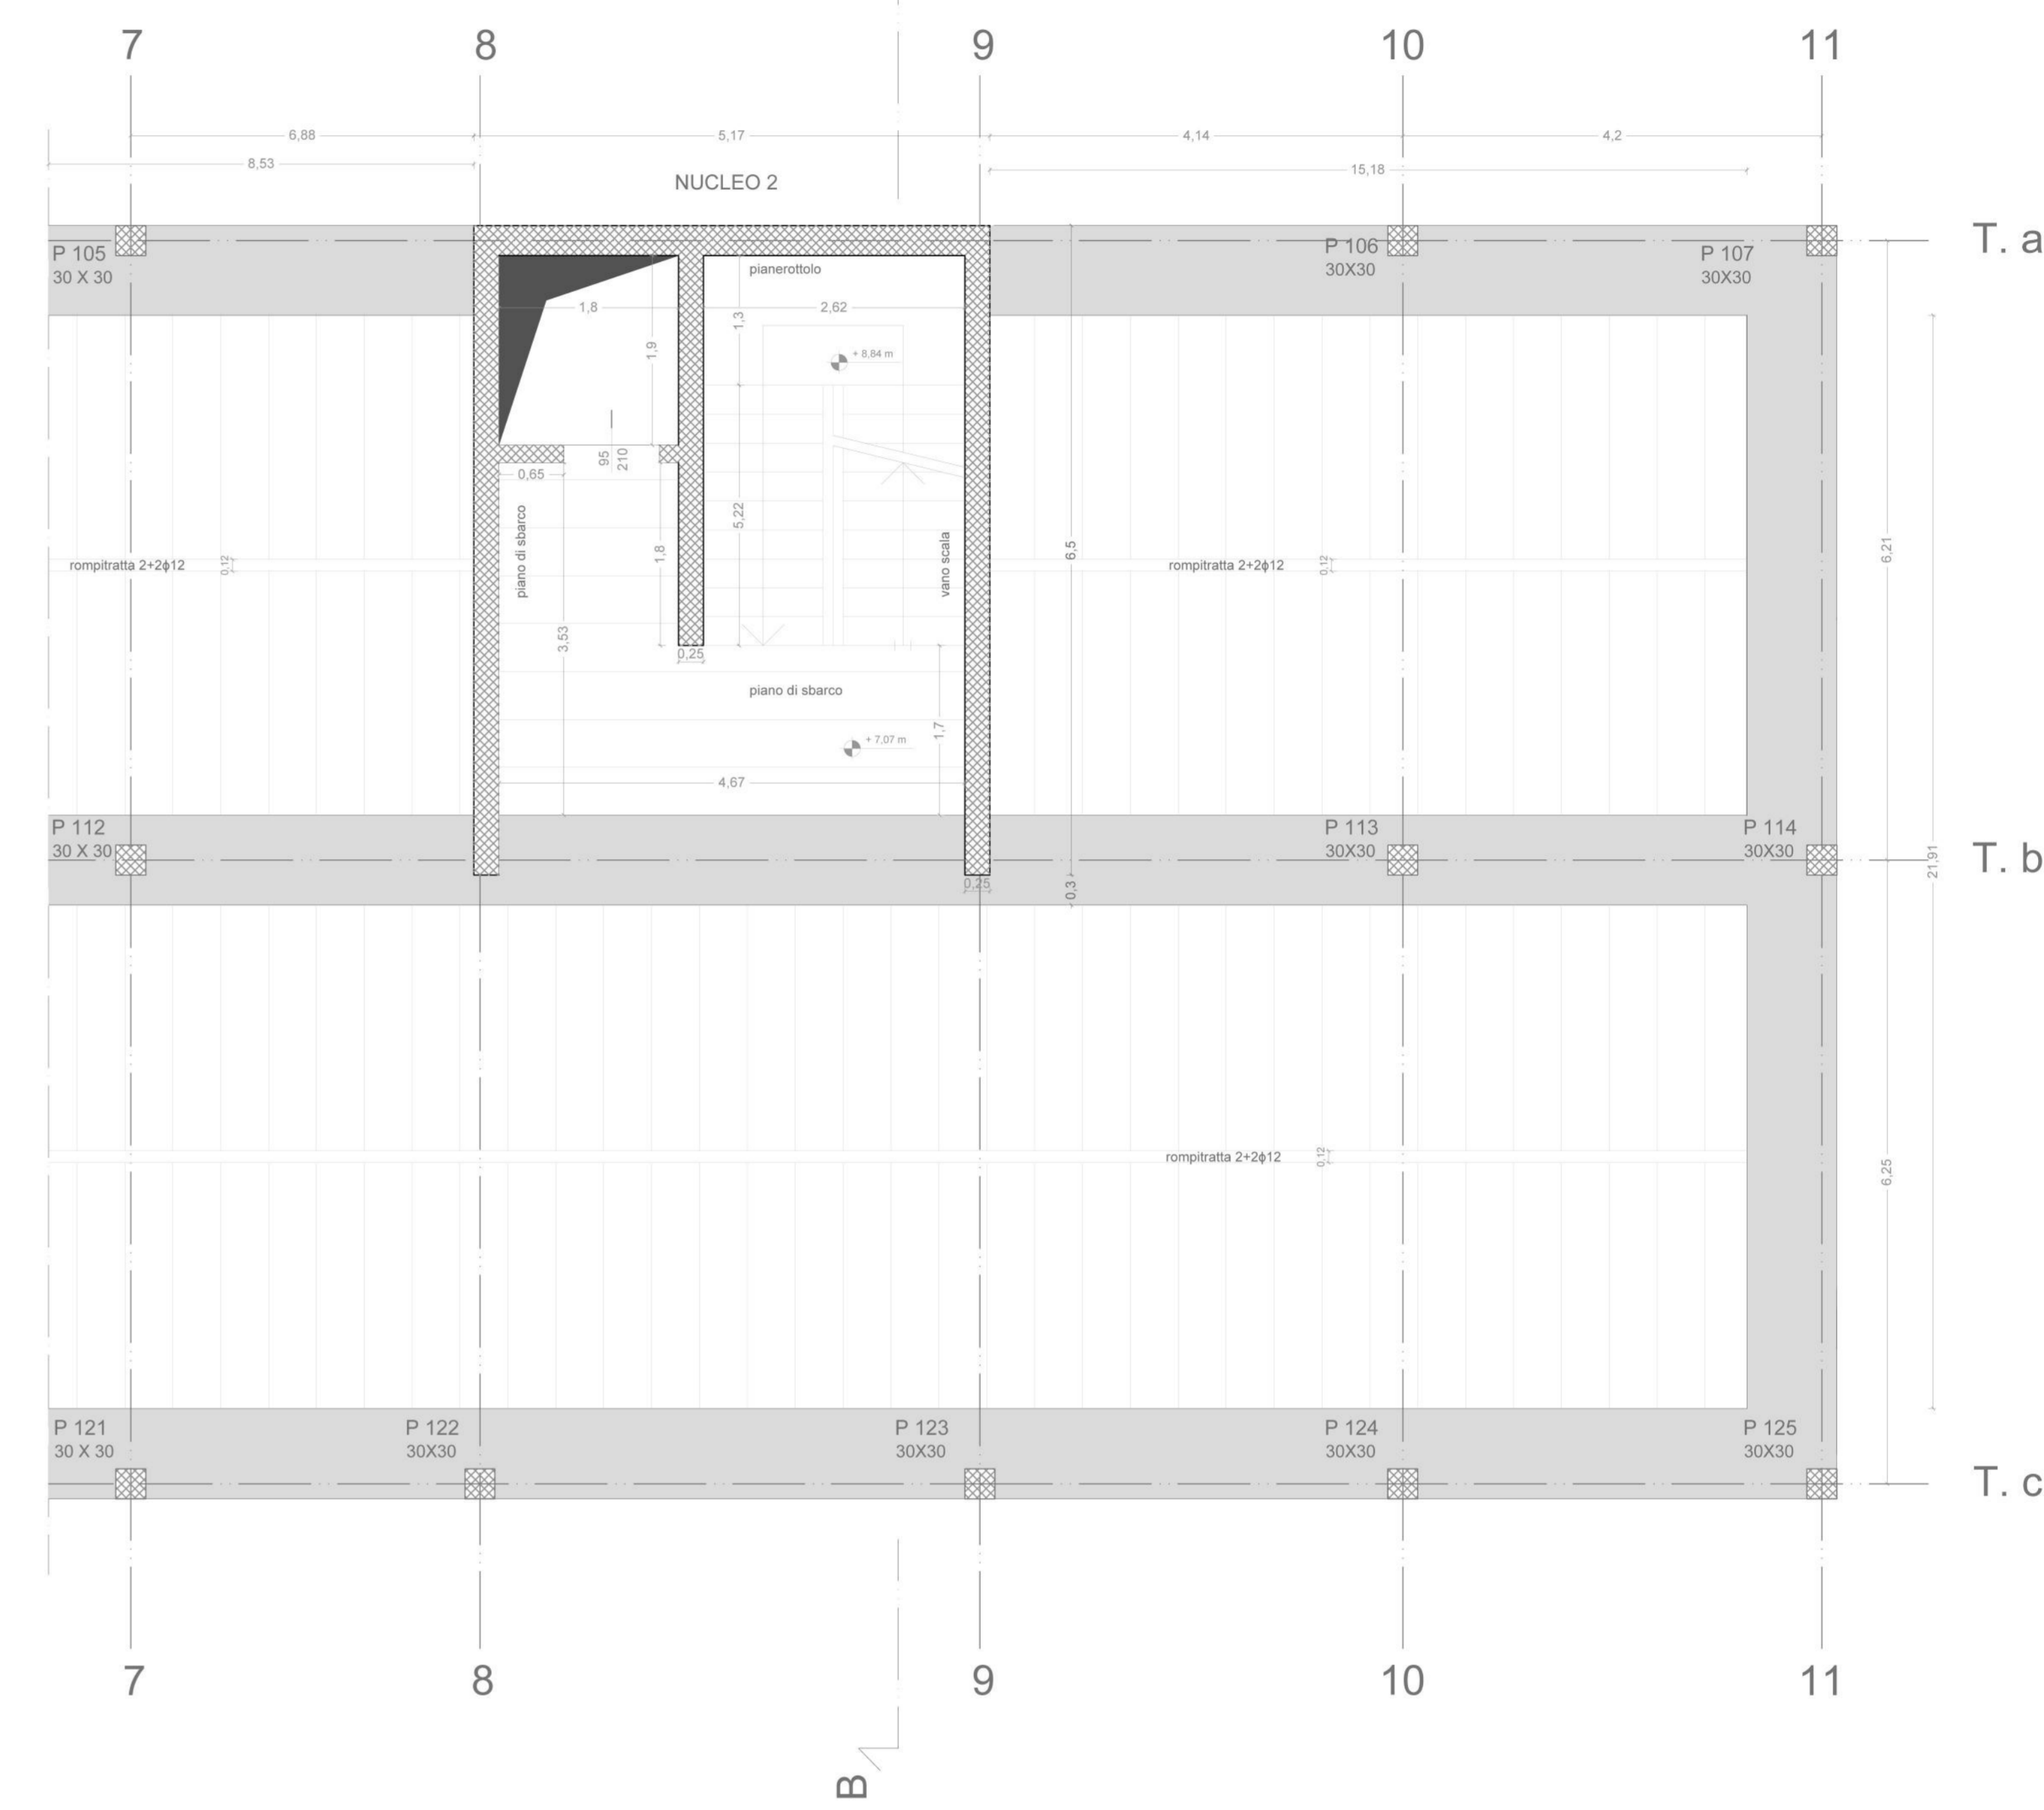 7 8 9 10 11
6,88 5,17 4,14 4,2
8,53 15,18
NUCLEO 2
T. a
P 105
30 X 30
P 106
30X30
P 107
30X30
pianerottolo
1,8 2,62
1,3
1,9
+ 8,84 m
95
210
0,65
piano di sbarco
5,22
vano scala
1,8
6,5
6,21
rompitratta 2+2ϕ12
0,12
rompitratta 2+2ϕ12
0,12
3,53
0,25
piano di sbarco
1,7
+ 7,07 m
4,67
P 112
30 X 30
P 113
30X30
P 114
30X30
T. b
21,91
0,25
0,3
rompitratta 2+2ϕ12
0,12
6,25
P 121
30 X 30
P 122
30X30
P 123
30X30
P 124
30X30
P 125
30X30
T. c
7 8 9 10 11
B